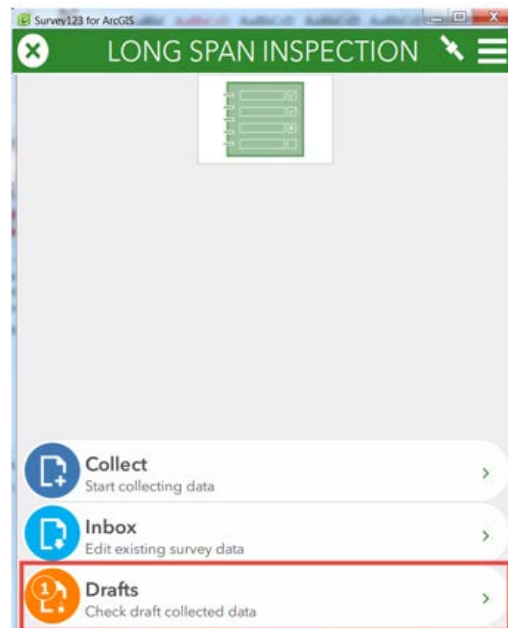 Survey123 for ArcGIS
LONG SPAN INSPECTION
Collect
Start collecting data
Inbox
Edit existing survey data
1
Drafts
Check draft collected data